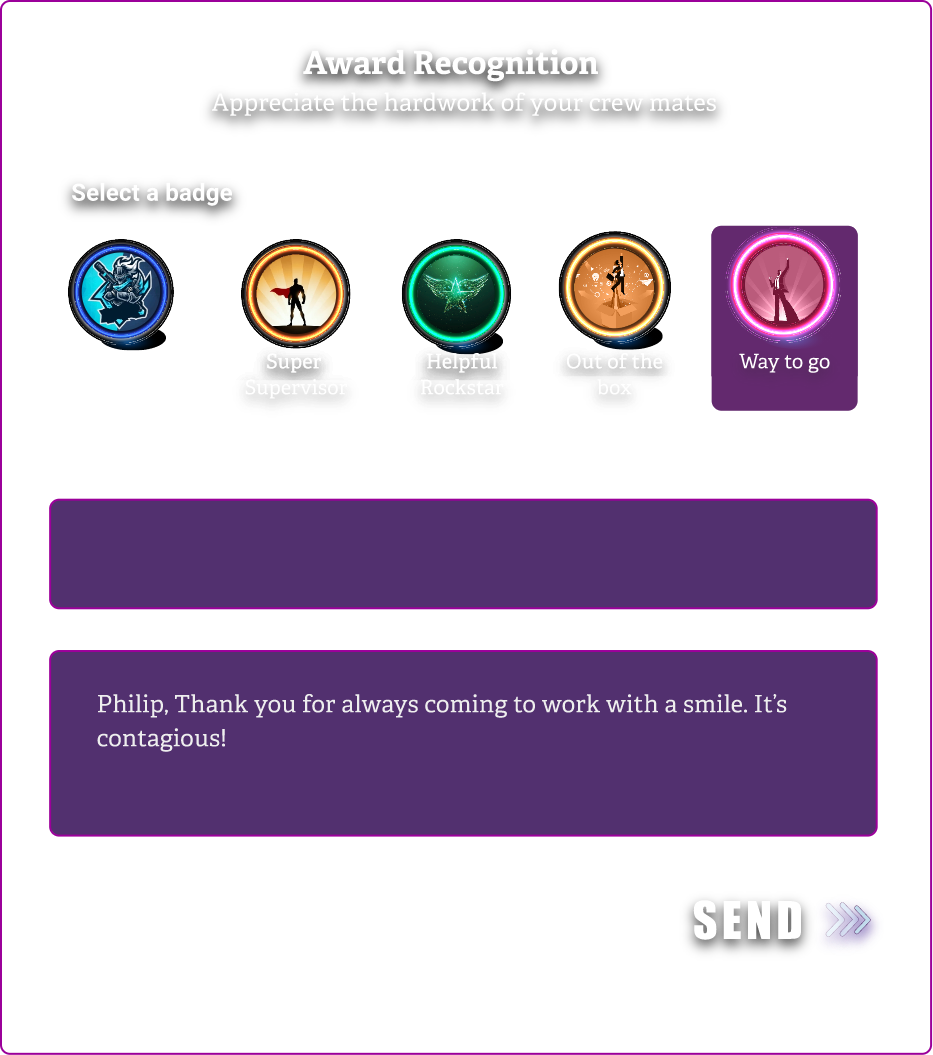 Award Recognition
Appreciate the hardwork of your crew mates
Select a badge
Super
Supervisor
Helpful
Rockstar
Out of the
box
Way to go
Philip, Thank you for always coming to work with a smile. It’s
contagious!
SEND